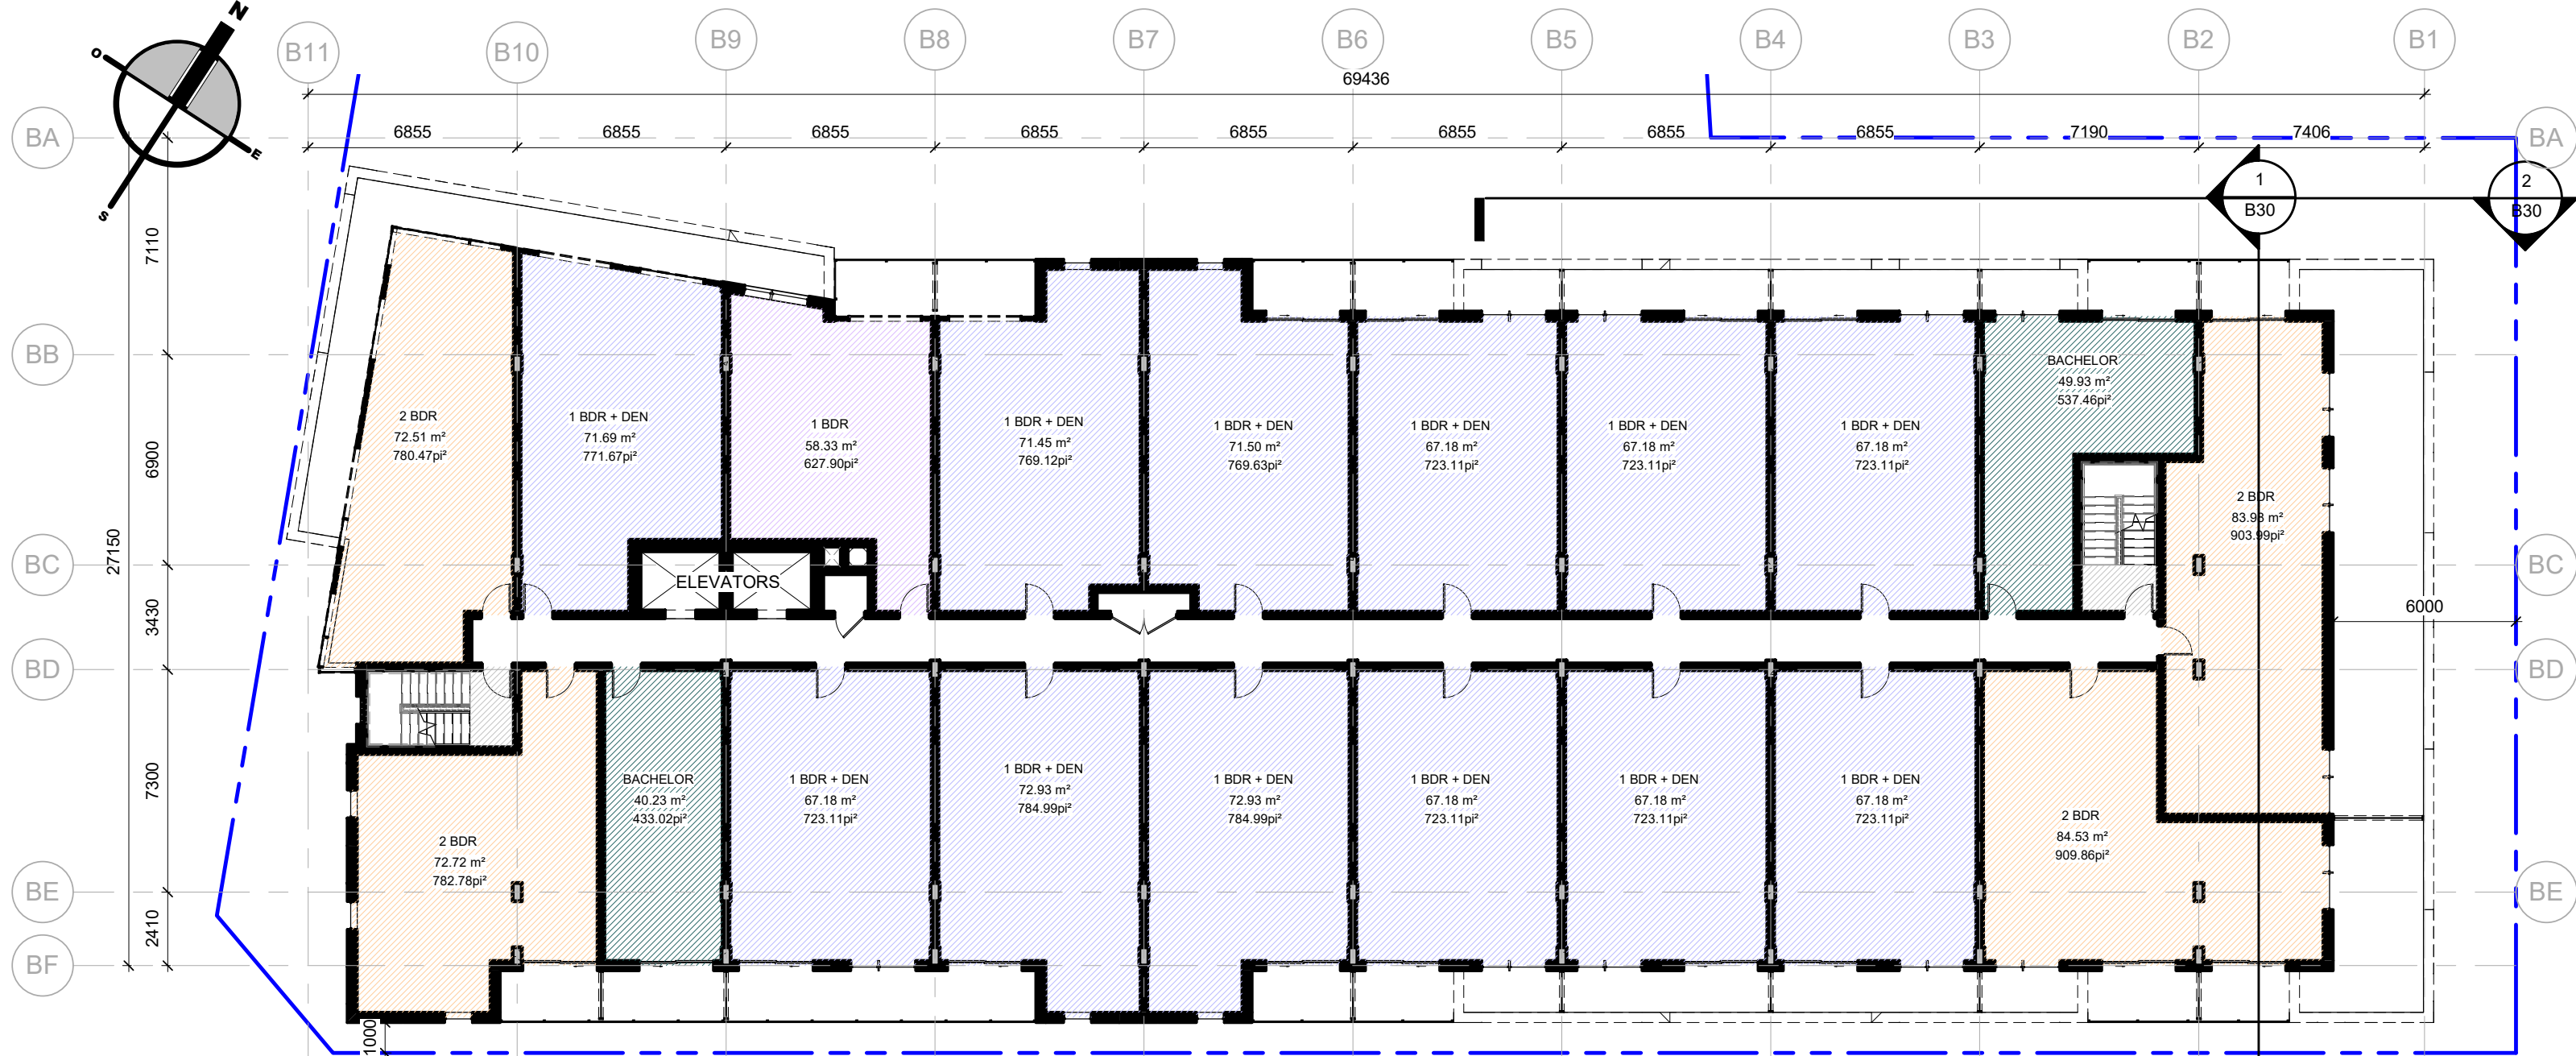 N
O
E
S
B11
B10
B9
B8
B7
B6
B5
B4
B3
B2
B1
69436
6855
6855
6855
6855
6855
6855
6855
6855
7190
7406
BA
BA
1
B30
2
B30
7110
BB
BB
6900
BC
BC
27150
3430
BD
BD
7300
BE
BE
2410
BF
1000
6000
2 BDR
72.51 m²
780.47pi²
1 BDR + DEN
71.69 m²
771.67pi²
1 BDR
58.33 m²
627.90pi²
1 BDR + DEN
71.45 m²
769.12pi²
1 BDR + DEN
71.50 m²
769.63pi²
1 BDR + DEN
67.18 m²
723.11pi²
1 BDR + DEN
67.18 m²
723.11pi²
1 BDR + DEN
67.18 m²
723.11pi²
BACHELOR
49.93 m²
537.46pi²
2 BDR
83.98 m²
903.99pi²
ELEVATORS
2 BDR
72.72 m²
782.78pi²
BACHELOR
40.23 m²
433.02pi²
1 BDR + DEN
67.18 m²
723.11pi²
1 BDR + DEN
72.93 m²
784.99pi²
1 BDR + DEN
72.93 m²
784.99pi²
1 BDR + DEN
67.18 m²
723.11pi²
1 BDR + DEN
67.18 m²
723.11pi²
1 BDR + DEN
67.18 m²
723.11pi²
2 BDR
84.53 m²
909.86pi²